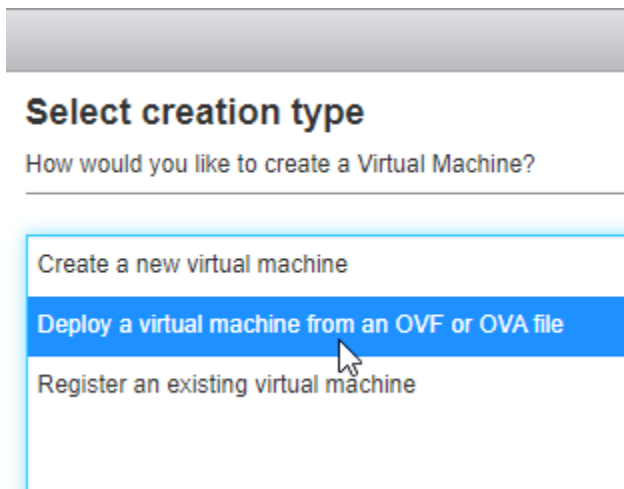 Select creation type
How would you like to create a Virtual Machine?
Create a new virtual machine
Deploy a virtual machine from an OVF or OVA file
Register an existing virtual machine